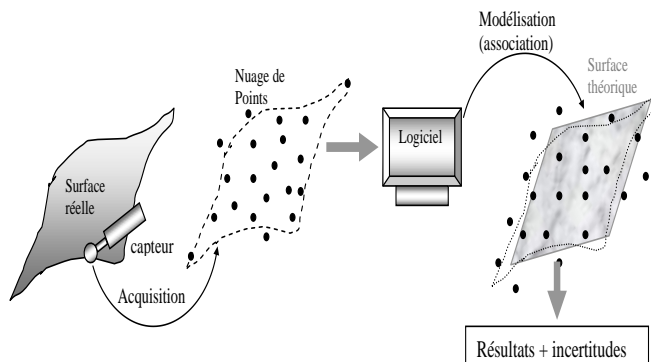 Surface
réelle
capteur
Acquisition
Nuage de
Points
Logiciel
Modélisation
(association)
Surface
théorique
Résultats + incertitudes